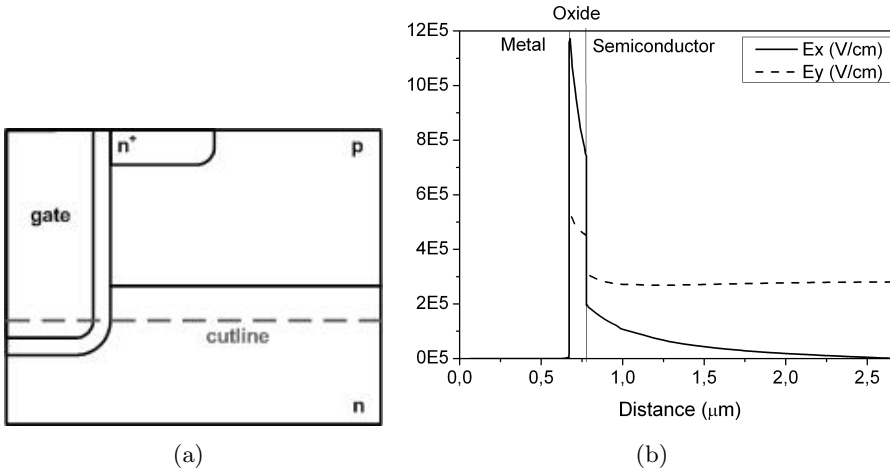 n+
p
gate
cutline
n
(a)
Oxide
Metal
Semiconductor
Ex (V/cm)
Ey (V/cm)
12E5
10E5
8E5
6E5
4E5
2E5
0E5
0,0
0,5
1,0
1,5
2,0
2,5
Distance (μm)
(b)